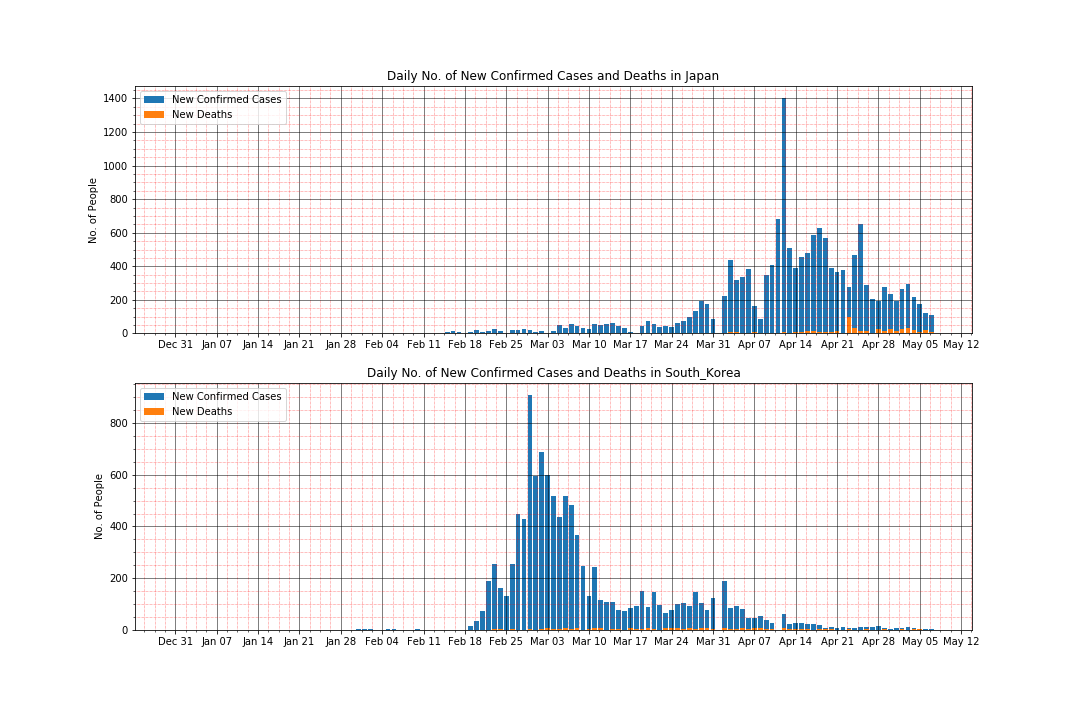 Daily No. of New Confirmed Cases and Deaths in Japan
1400
1200
1000
800
600
400
200
0
No. of People
New Confirmed Cases
New Deaths
Dec 31 Jan 07 Jan 14 Jan 21 Jan 28 Feb 04 Feb 11 Feb 18 Feb 25 Mar 03 Mar 10 Mar 17 Mar 24 Mar 31 Apr 07 Apr 14 Apr 21 Apr 28 May 05 May 12
Daily No. of New Confirmed Cases and Deaths in South_Korea
800
600
400
200
0
No. of People
New Confirmed Cases
New Deaths
Dec 31 Jan 07 Jan 14 Jan 21 Jan 28 Feb 04 Feb 11 Feb 18 Feb 25 Mar 03 Mar 10 Mar 17 Mar 24 Mar 31 Apr 07 Apr 14 Apr 21 Apr 28 May 05 May 12